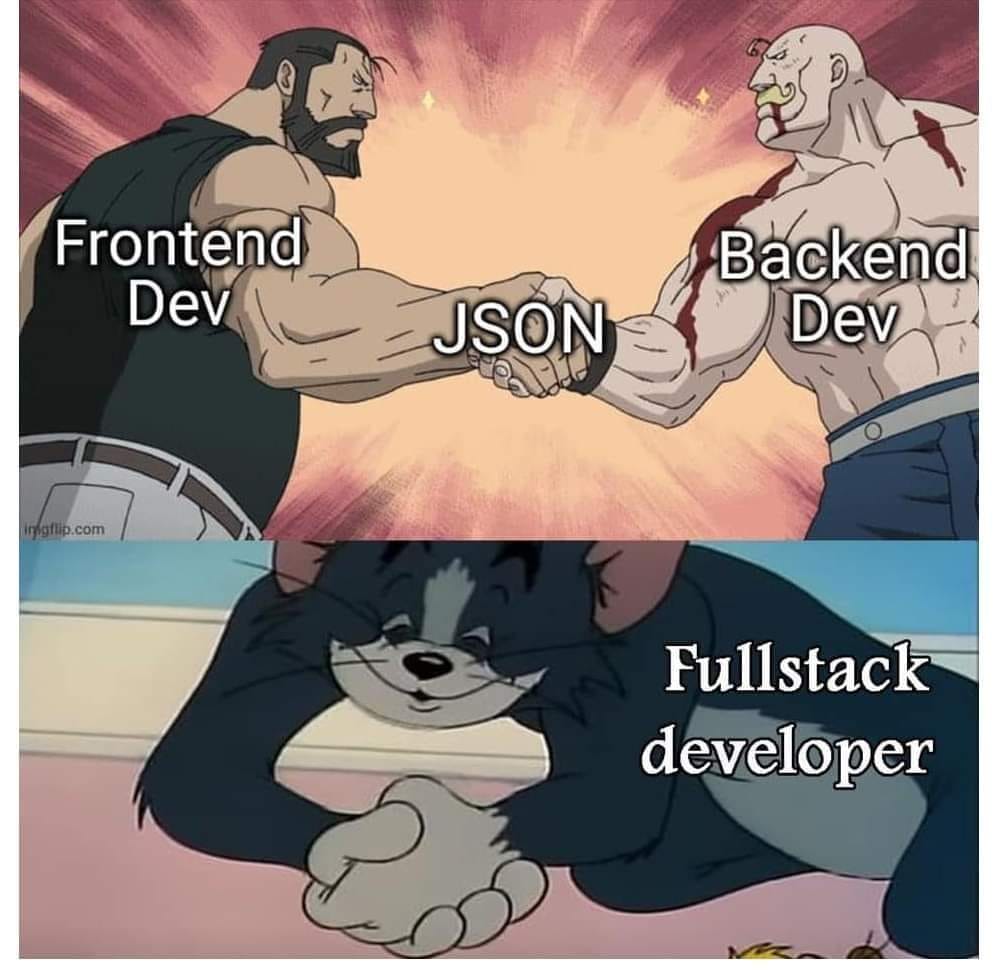 Frontend
Dev
JSON
Backend
Dev
imgflip.com
Fullstack
developer